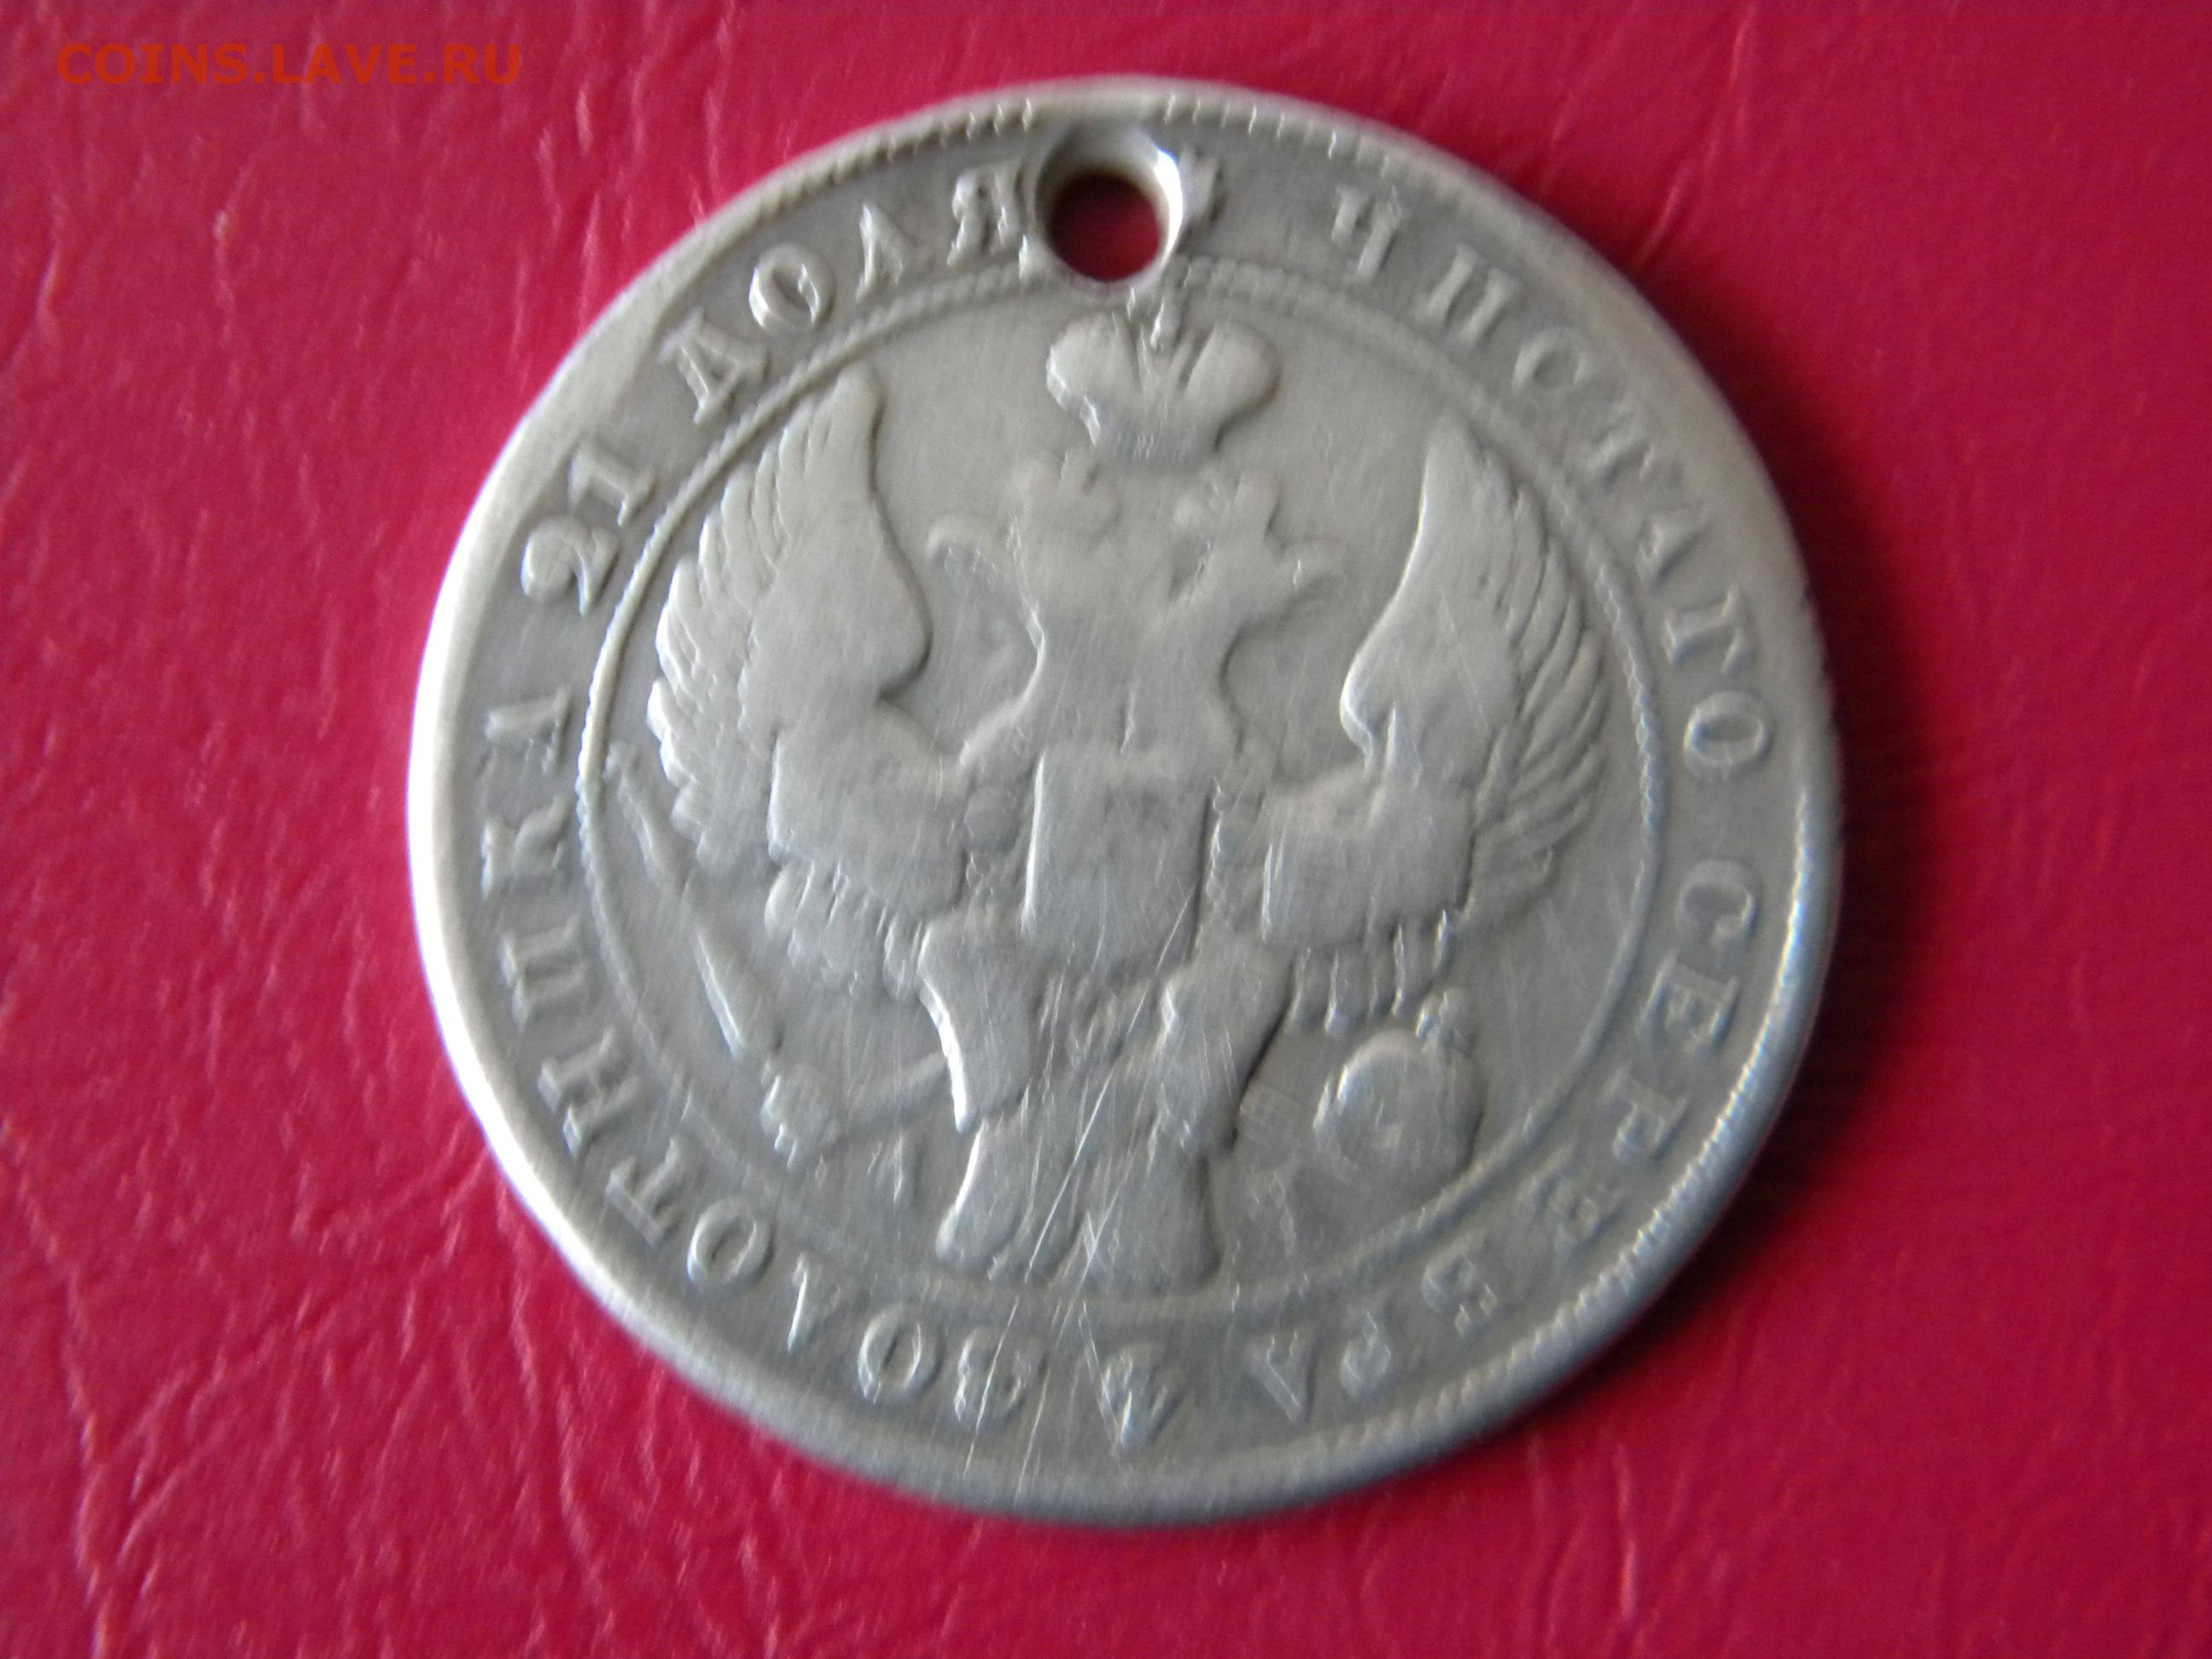 COINS.LAVE.RU
ЧИСТАГО СЕРЕБРА 4 ЗОЛОТНИКА 21 ДОЛЯ